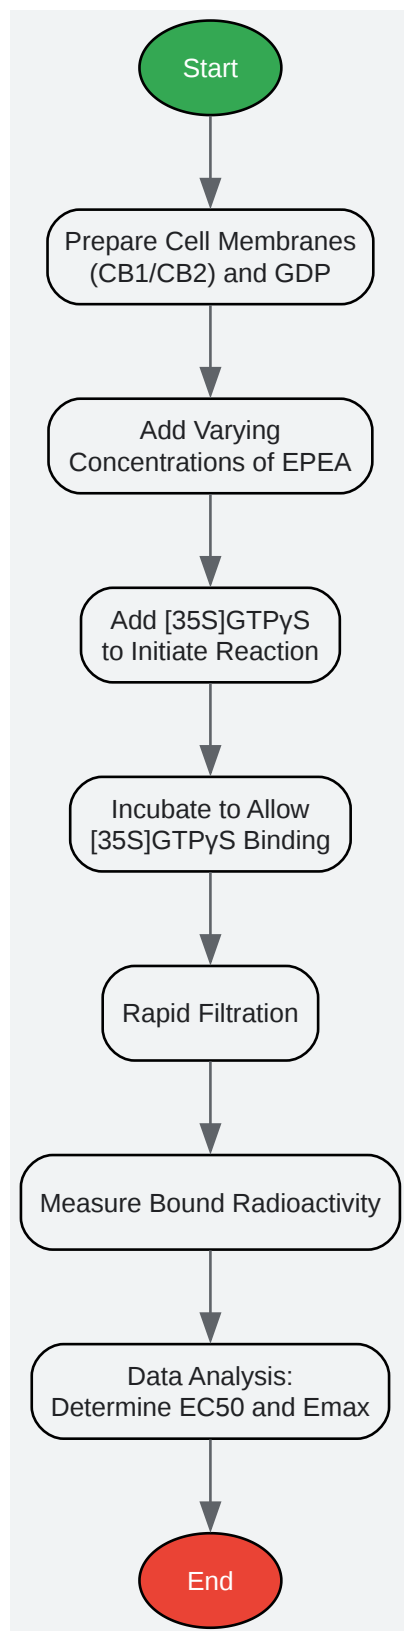 Start
Prepare Cell Membranes
(CB1/CB2) and GDP
Add Varying
Concentrations of EPEA
Add [35S]GTPγS
to Initiate Reaction
Incubate to Allow
[35S]GTPγS Binding
Rapid Filtration
Measure Bound Radioactivity
Data Analysis:
Determine EC50 and Emax
End